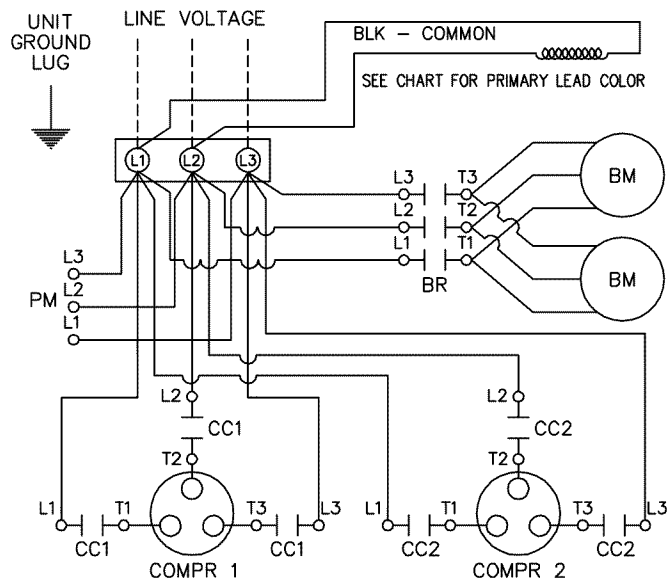 UNIT
GROUND
LUG
LINE VOLTAGE
BLK - COMMON
SEE CHART FOR PRIMARY LEAD COLOR
L1 L2 L3
L3 T3
L2 T2
L1 T1
BR
BM
BM
PM
L3
L2
L1
L2
CC1
T2
L1 T1 T3 L3
CC1 CC1
COMPR 1
L2
CC2
T2
L1 T1 T3 L3
CC2 CC2
COMPR 2